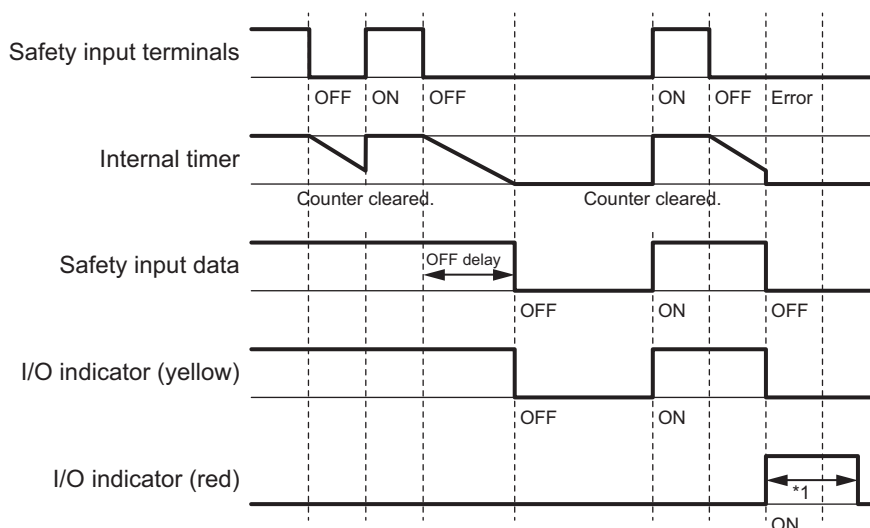 Safety input terminals
OFF ON OFF ON OFF Error
Internal timer
Counter cleared. Counter cleared.
Safety input data
OFF delay
OFF ON OFF
I/O indicator (yellow)
OFF ON
I/O indicator (red)
*1
ON